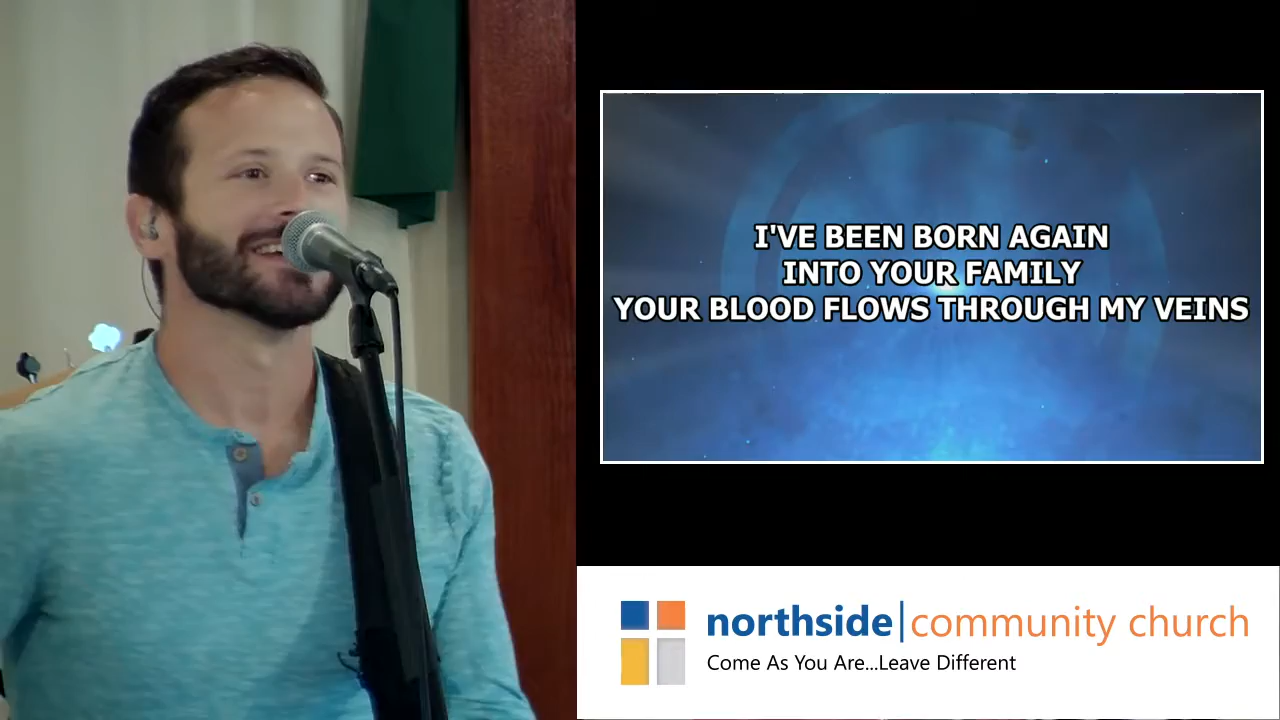 I'VE BEEN BORN AGAIN
INTO YOUR FAMILY
YOUR BLOOD FLOWS THROUGH MY VEINS
northside|community church
Come As You Are...Leave Different